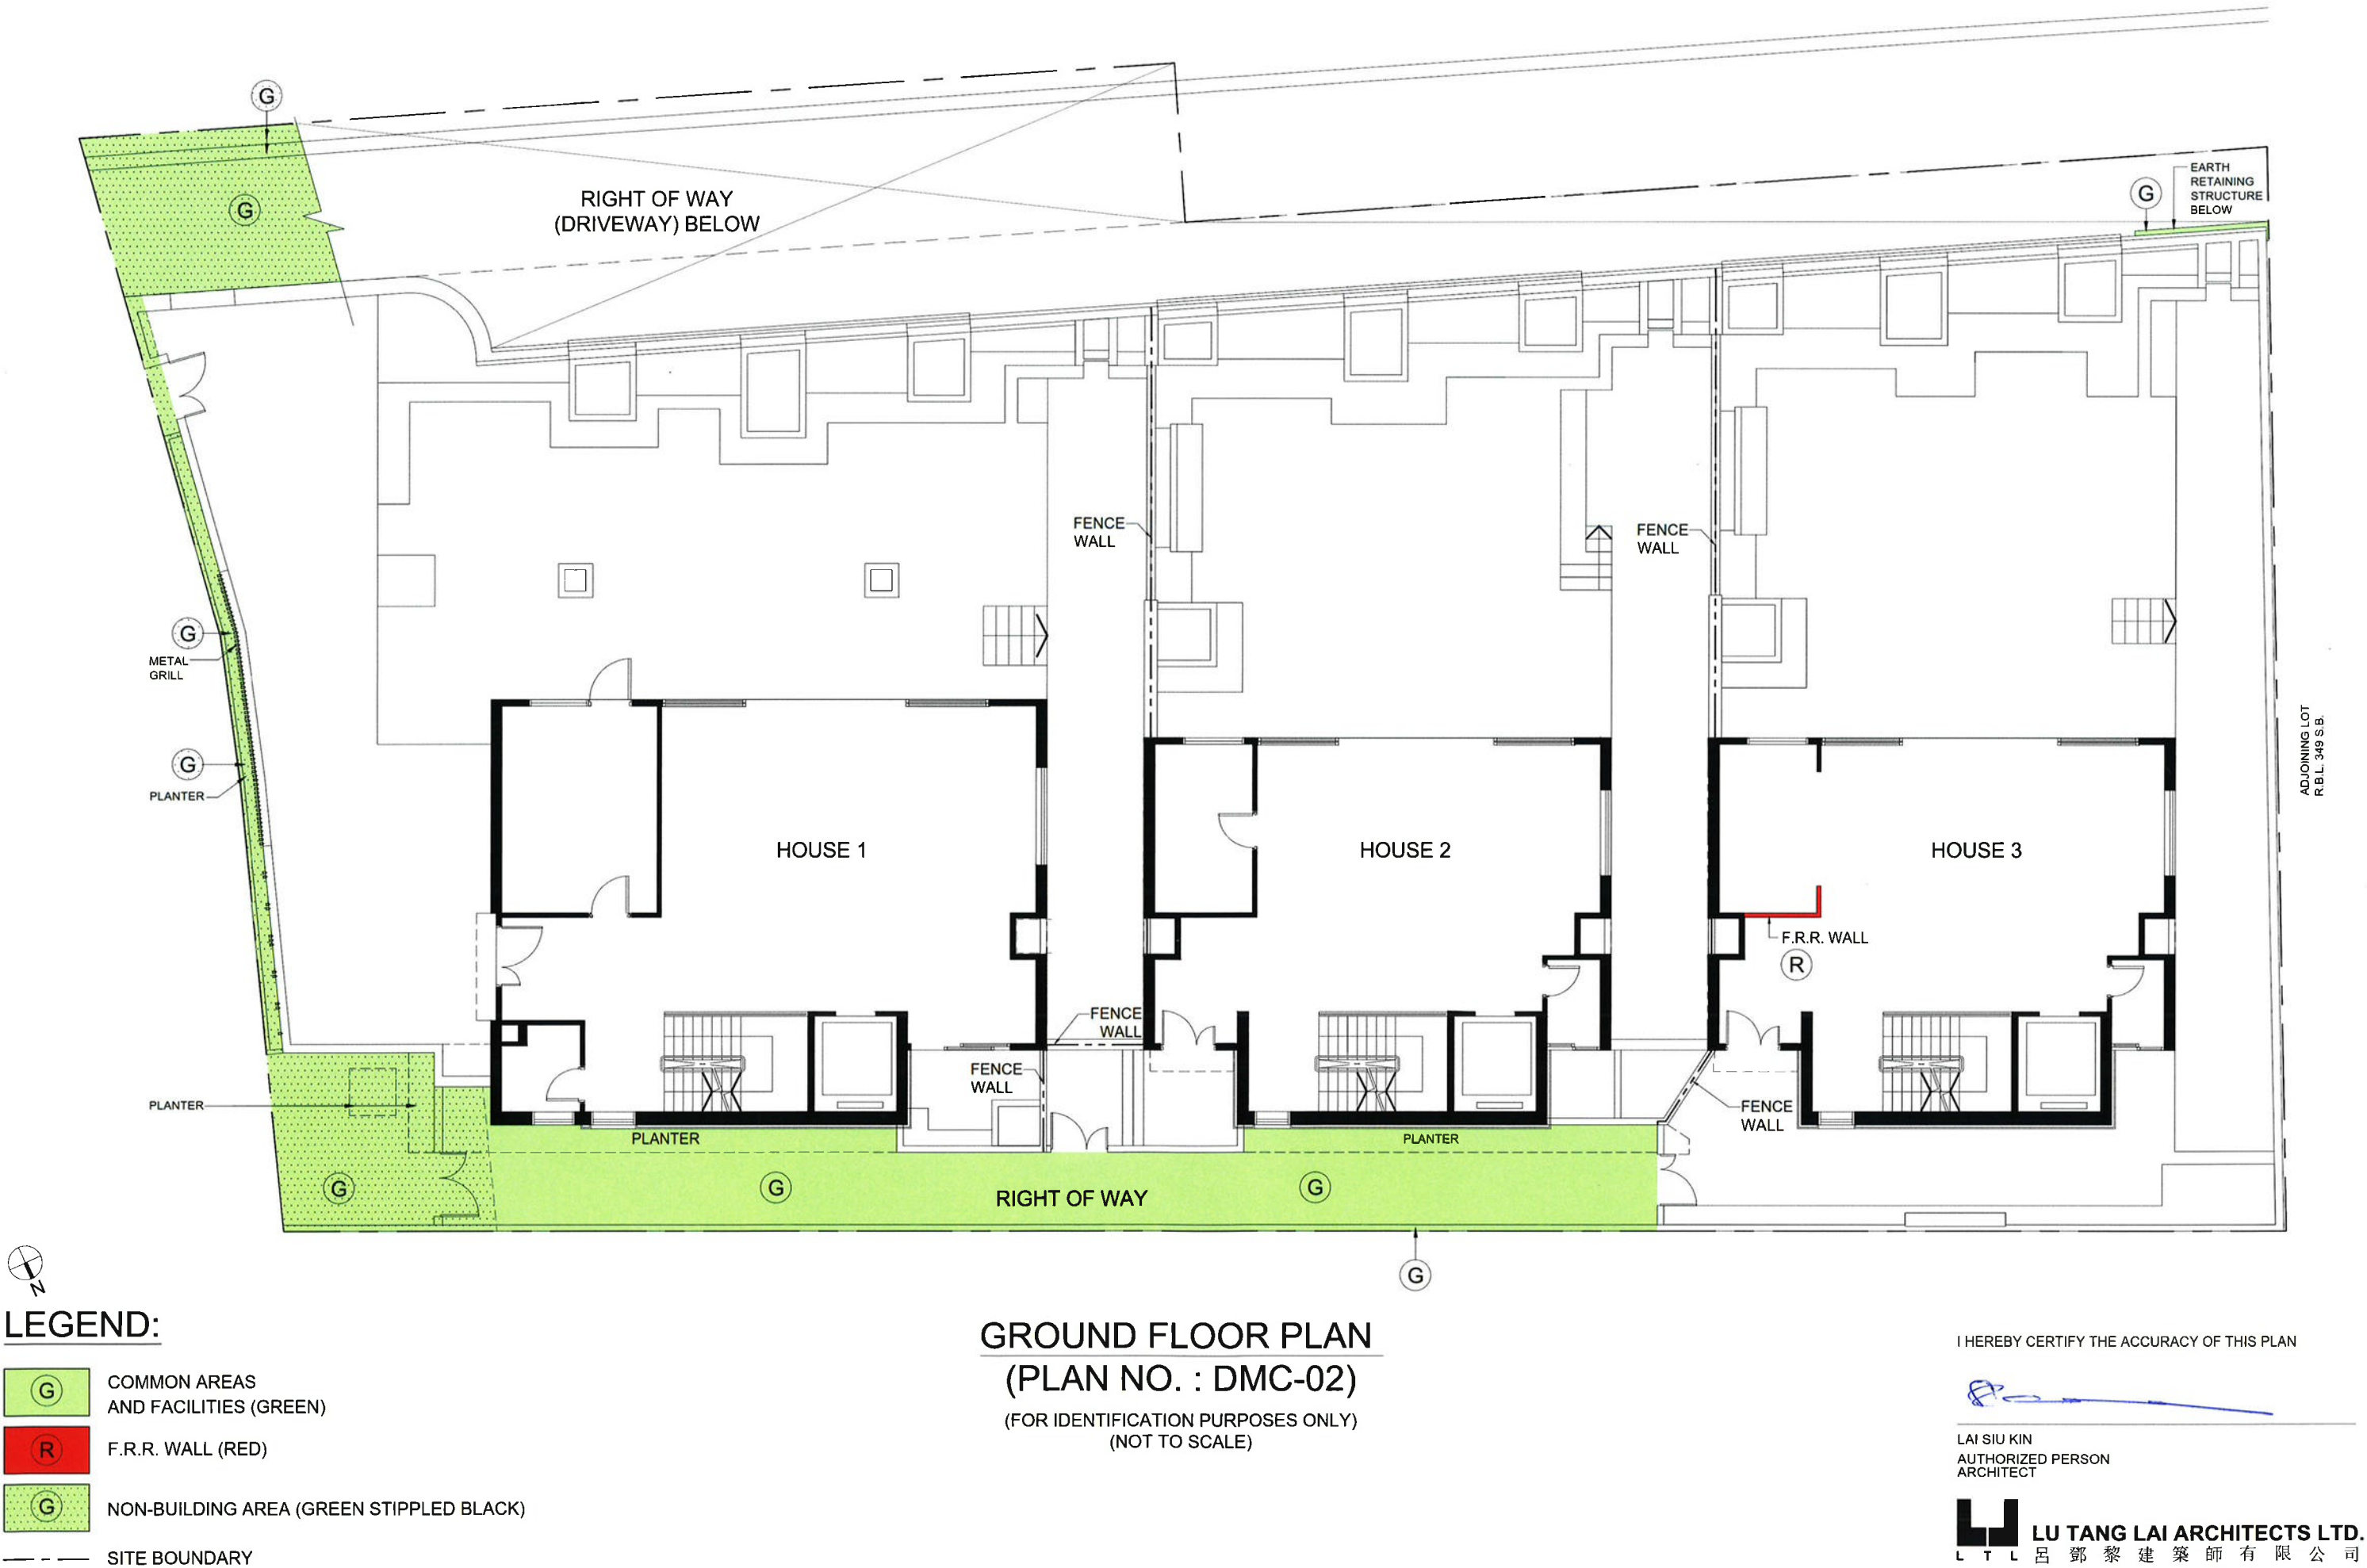 G
G
RIGHT OF WAY
(DRIVEWAY) BELOW
G
EARTH
RETAINING
STRUCTURE
BELOW
FENCE
WALL
FENCE
WALL
G
METAL
GRILL
G
PLANTER
ADJOINING LOT
R.B.L. 349 S.B.
HOUSE 1
HOUSE 2
HOUSE 3
F.R.R. WALL
R
FENCE
WALL
FENCE
WALL
FENCE
WALL
PLANTER
PLANTER
PLANTER
G
G
RIGHT OF WAY
G
G
N
LEGEND:
G
COMMON AREAS
AND FACILITIES (GREEN)
R
F.R.R. WALL (RED)
G
NON-BUILDING AREA (GREEN STIPPLED BLACK)
SITE BOUNDARY
GROUND FLOOR PLAN
(PLAN NO. : DMC-02)
(FOR IDENTIFICATION PURPOSES ONLY)
(NOT TO SCALE)
I HEREBY CERTIFY THE ACCURACY OF THIS PLAN
LAI SIU KIN
AUTHORIZED PERSON
ARCHITECT
LU TANG LAI ARCHITECTS LTD.
L T L 呂鄧黎建築師有限公司